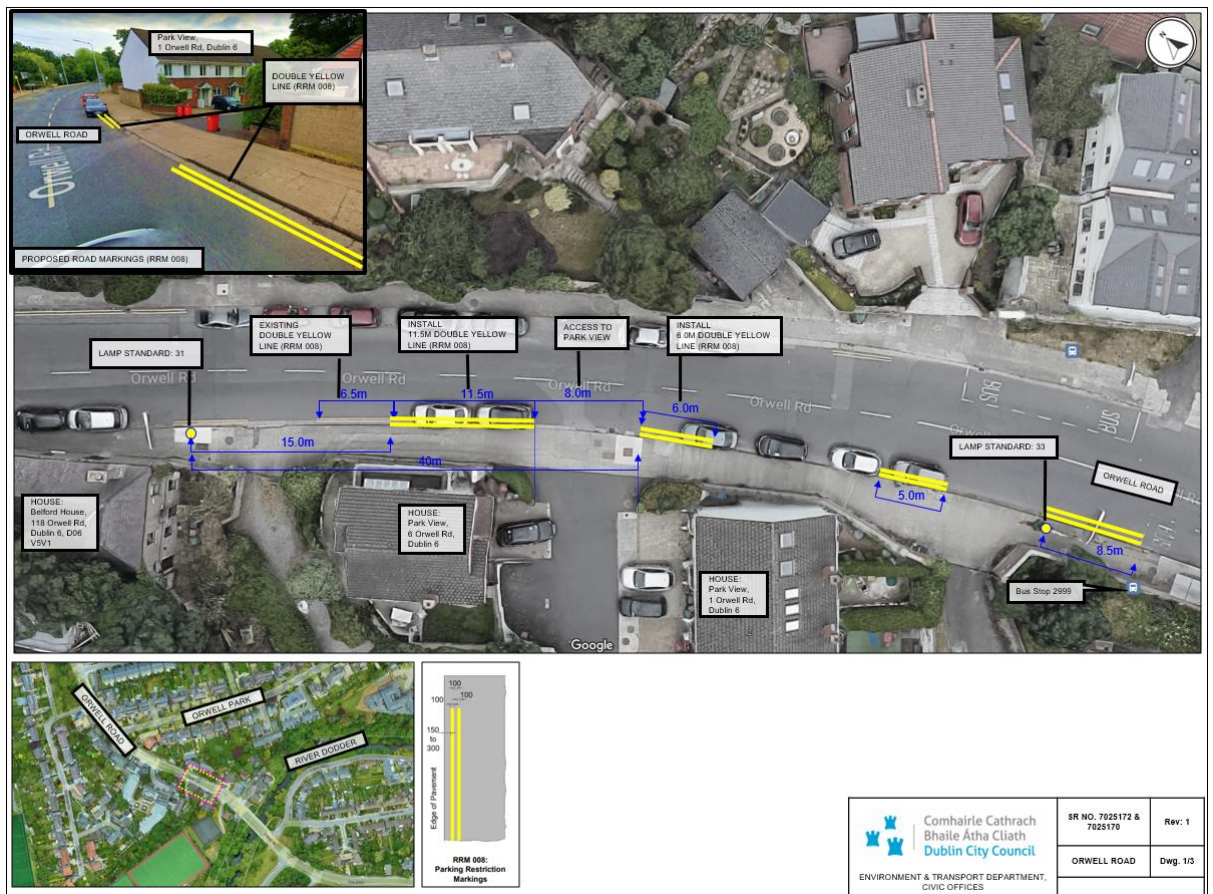 Park View,
1 Orwell Rd, Dublin 6
DOUBLE YELLOW
LINE (RRM 008)
ORWELL ROAD
Orwell Rd
PROPOSED ROAD MARKINGS (RRM 008)
EXISTING
DOUBLE YELLOW
LINE (RRM 008)
INSTALL
11.5M DOUBLE YELLOW
LINE (RRM 008)
ACCESS TO
PARK VIEW
INSTALL
6.0M DOUBLE YELLOW
LINE (RRM 008)
LAMP STANDARD: 31
Orwell Rd
Orwell Rd
Orwell Rd
Orwell Rd
Orwell Rd
6.5m
11.5m
8.0m
6.0m
15.0m
40m
5.0m
8.5m
BUS
BUS
LAMP STANDARD: 33
ORWELL ROAD
HOUSE:
Belford House,
118 Orwell Rd,
Dublin 6, D06
V5V1
HOUSE:
Park View,
6 Orwell Rd,
Dublin 6
HOUSE:
Park View,
1 Orwell Rd,
Dublin 6
Bus Stop 2999
Google
ORWELL ROAD
ORWELL PARK
RIVER DODDER
100
100
100
150
to
300
Edge of Pavement
RRM 008:
Parking Restriction
Markings
Comhairle Cathrach
Bhaile Átha Cliath
Dublin City Council
ENVIRONMENT & TRANSPORT DEPARTMENT,
CIVIC OFFICES
SR NO. 7025172 &
7025170
Rev: 1
ORWELL ROAD
Dwg. 1/3